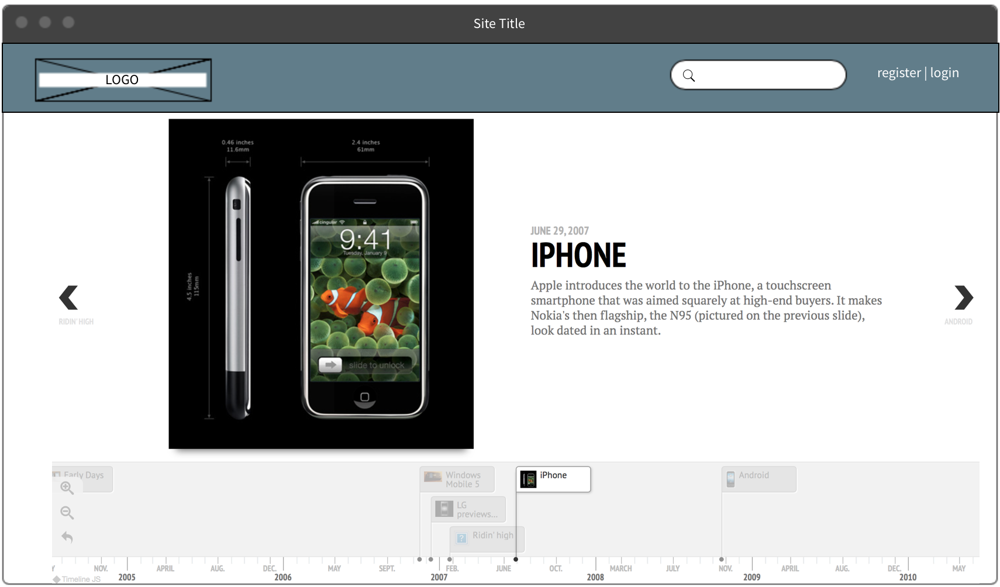 Site Title
LOGO
register | login
0.46 inches
11.6mm
2.4 inches
61mm
4.5 inches
115mm
cingular
9:41
Tuesday, January 9
slide to unlock
JUNE 29, 2007
IPHONE
Apple introduces the world to the iPhone, a touchscreen
smartphone that was aimed squarely at high-end buyers. It makes
Nokia's then flagship, the N95 (pictured on the previous slide),
look dated in an instant.
RIDIN' HIGH
ANDROID
Early Days
Windows
Mobile 5
iPhone
Android
LG
previews...
Ridin' high
Y NOV. APRIL AUG. DEC. MAY SEPT. FEB. JUNE OCT. MARCH JULY NOV. APRIL AUG. DEC. MAY
2005 2006 2007 2008 2009 2010
Timeline JS